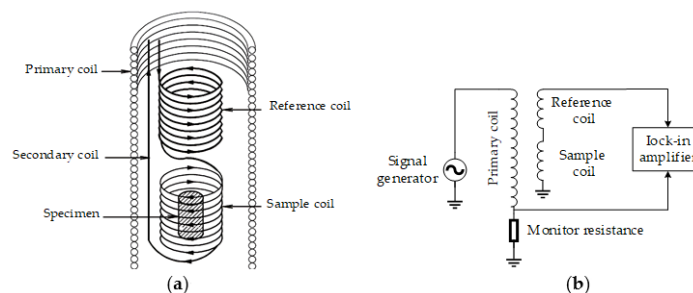 Primary coil
Reference coil
Secondary coil
Specimen
Sample coil
(a)
Signal
generator
Primary coil
Reference
coil
Sample
coil
lock-in
amplifier
Monitor resistance
(b)